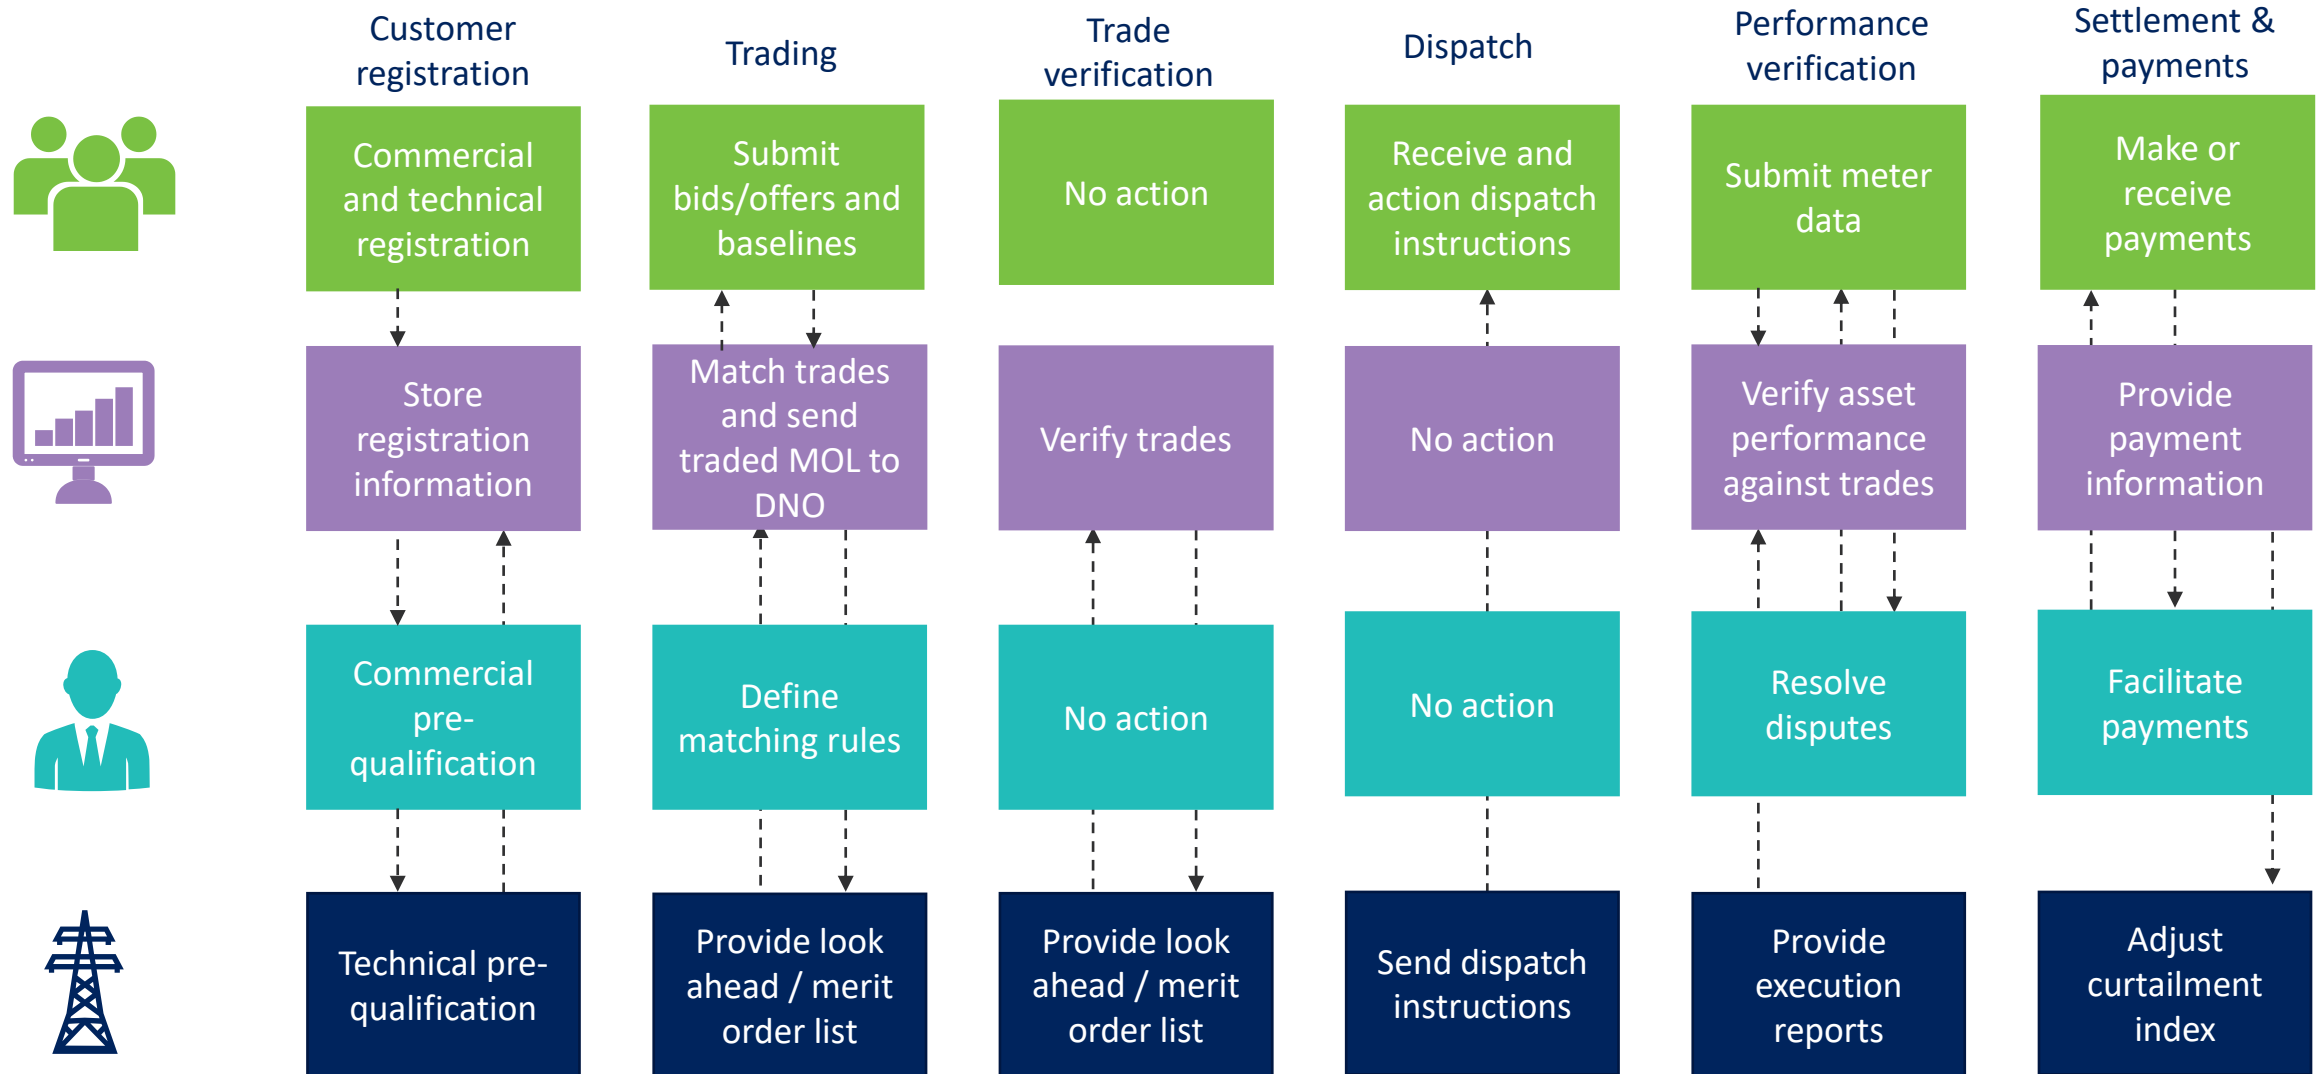 Customer
registration
Trading
Trade
verification
Dispatch
Performance
verification
Settlement &
payments
Commercial
and technical
registration
Submit
bids/offers and
baselines
No action
Receive and
action dispatch
instructions
Submit meter
data
Make or
receive
payments
Store
registration
information
Match trades
and send
traded MOL to
DNO
Verify trades
No action
Verify asset
performance
against trades
Provide
payment
information
Commercial
pre-
qualification
Define
matching rules
No action
No action
Resolve
disputes
Facilitate
payments
Technical pre-
qualification
Provide look
ahead / merit
order list
Provide look
ahead / merit
order list
Send dispatch
instructions
Provide
execution
reports
Adjust
curtailment
index